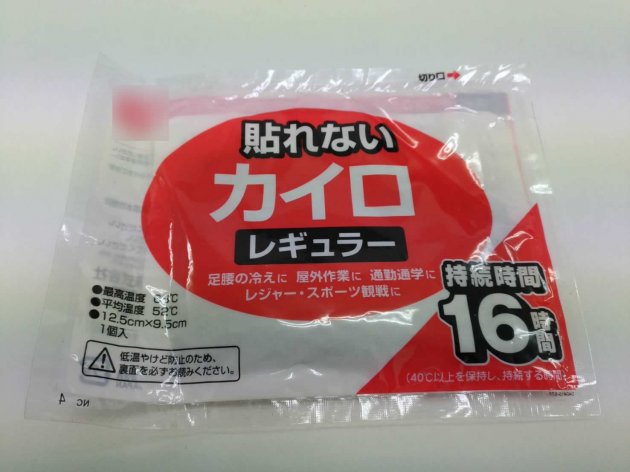 切り口→
貼れない
カイロ
レギュラー
足腰の冷えに 屋外作業に 通勤通学に
レジャー・スポーツ観戦に
●最高温度 63℃
●平均温度 52℃
●12.5cm×9.5cm
1個入
低温やけど防止のため、
裏面を必ずお読みください。
持続時間
16時間
(40℃以上を保持し、持続する時間)
NC 4